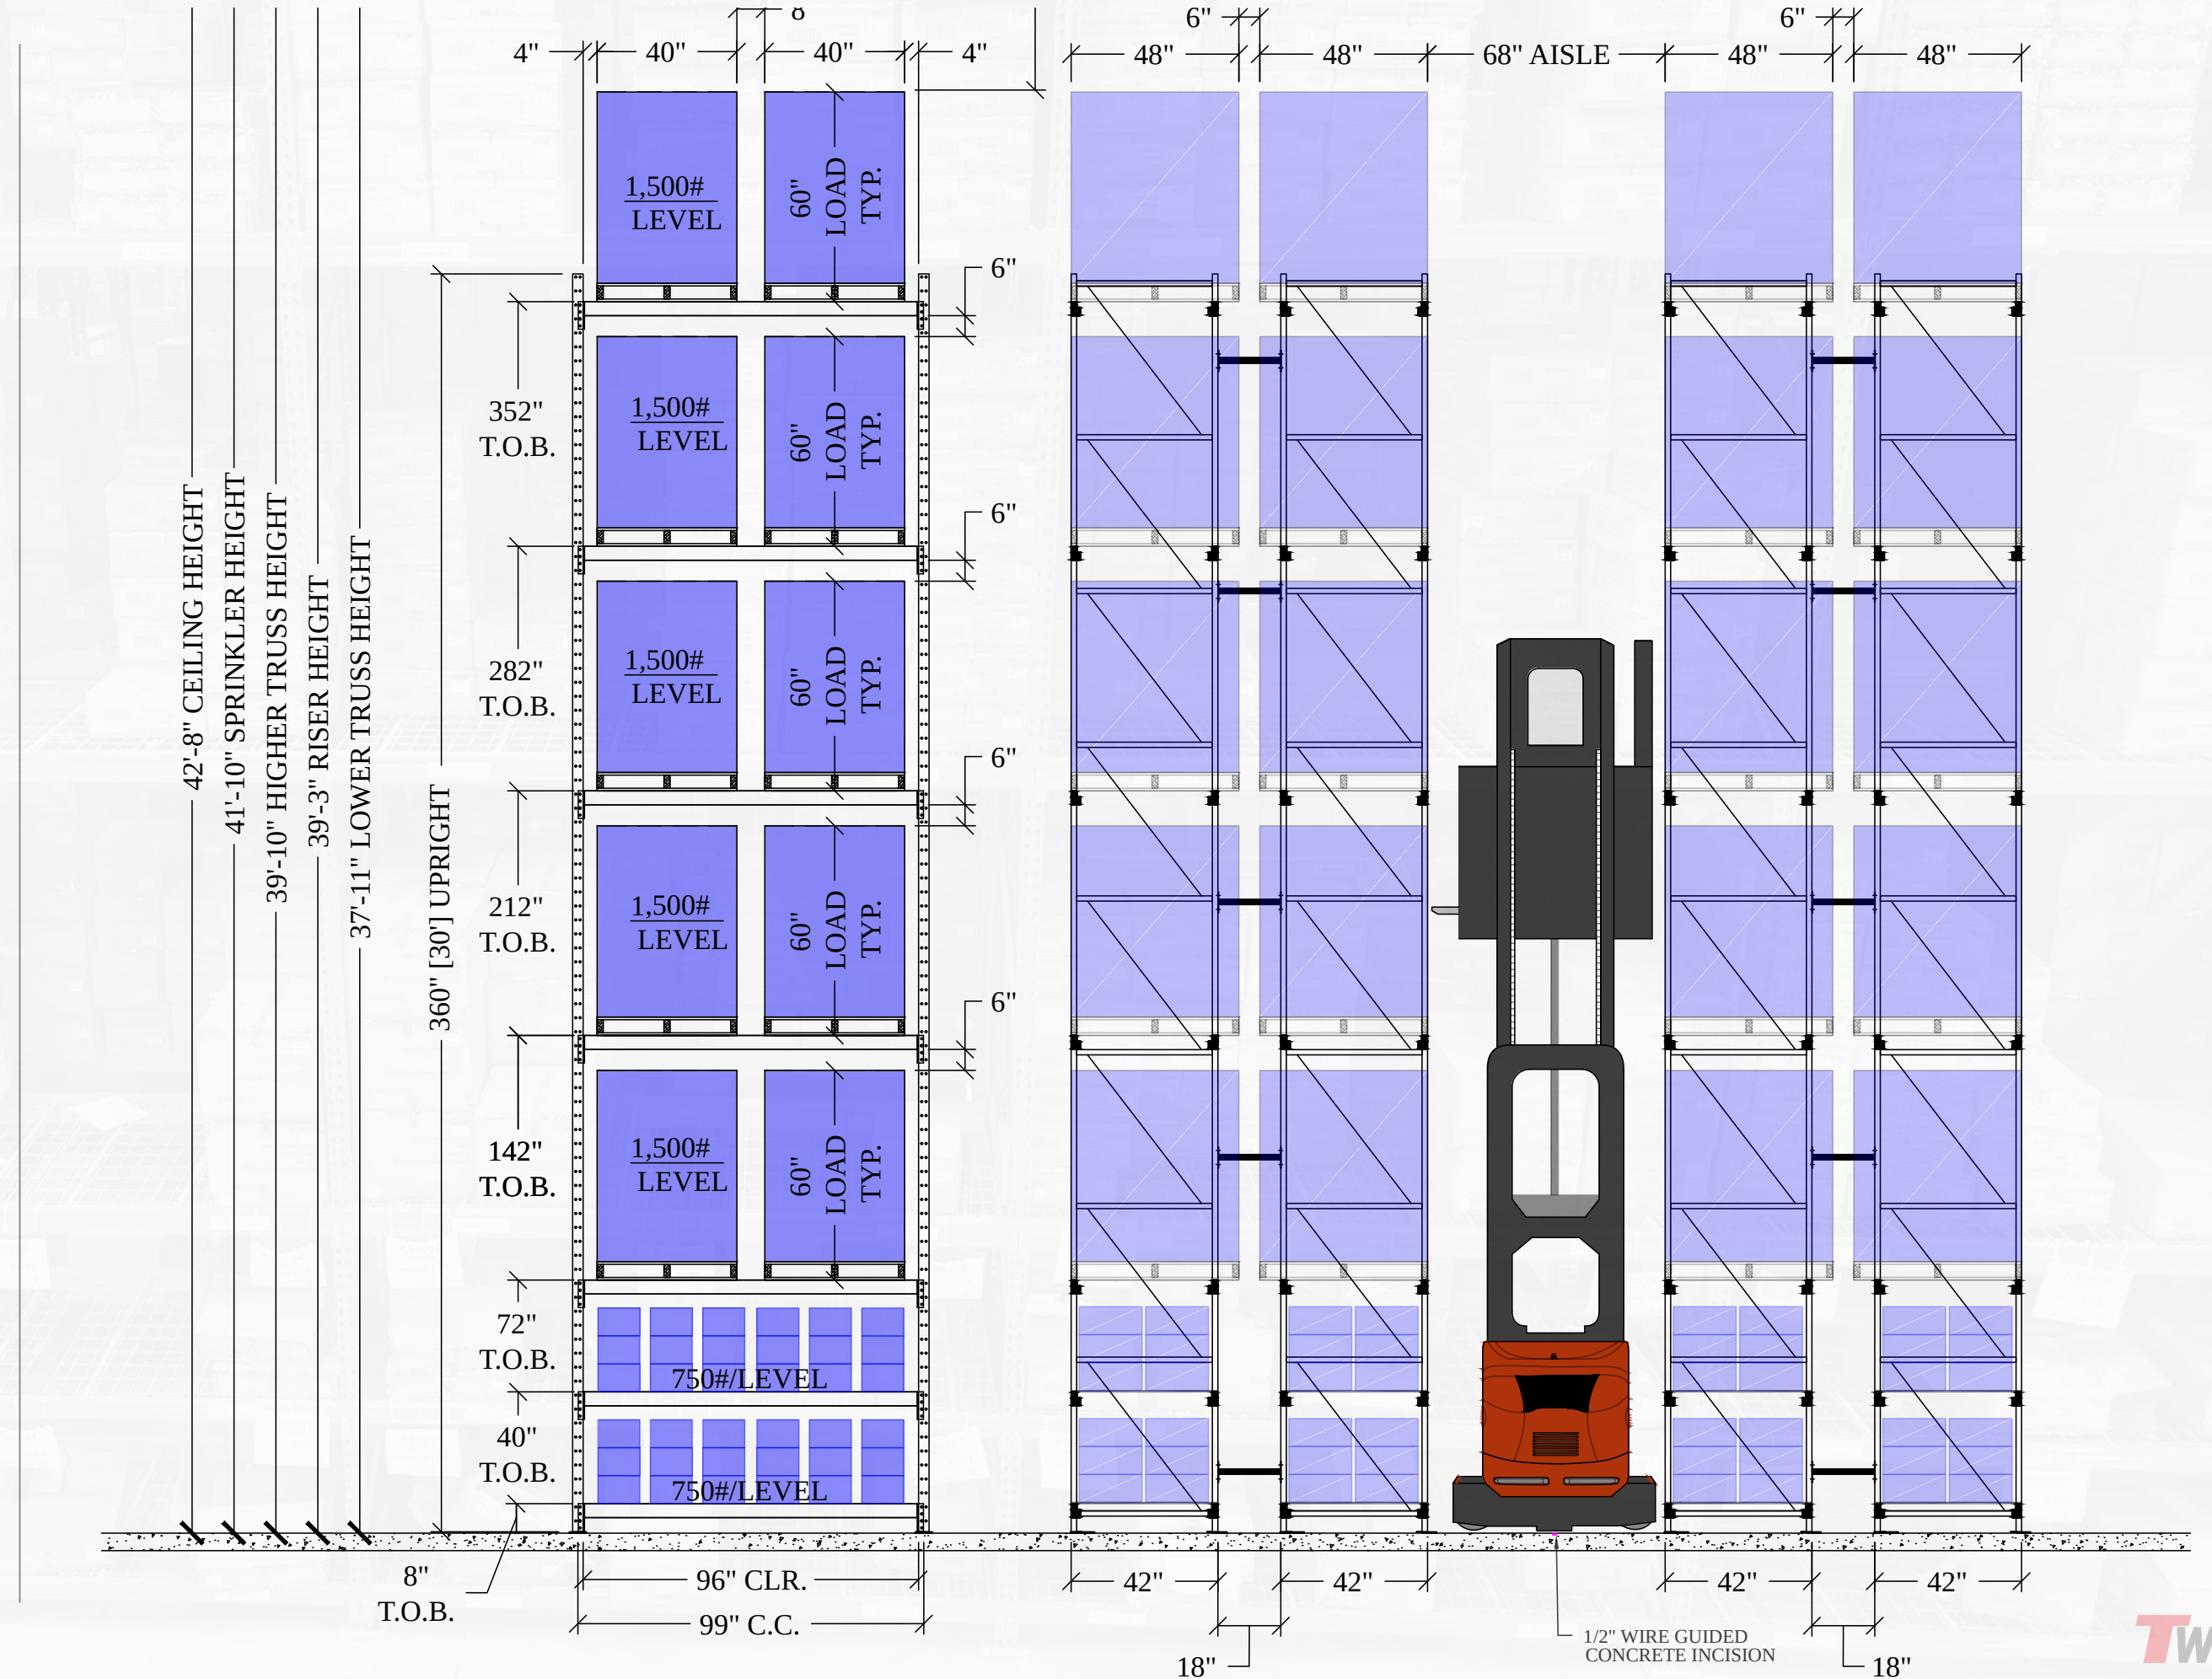 8
6"
6"
4"
40"
40"
4"
48"
48"
68" AISLE
48"
48"
1,500#
LEVEL
60"
LOAD
TYP.
6"
352"
T.O.B.
1,500#
LEVEL
60"
LOAD
TYP.
6"
42'-8" CEILING HEIGHT
41'-10" SPRINKLER HEIGHT
39'-10" HIGHER TRUSS HEIGHT
39'-3" RISER HEIGHT
37'-11" LOWER TRUSS HEIGHT
360" [30'] UPRIGHT
282"
T.O.B.
1,500#
LEVEL
60"
LOAD
TYP.
6"
212"
T.O.B.
1,500#
LEVEL
60"
LOAD
TYP.
6"
142"
T.O.B.
1,500#
LEVEL
60"
LOAD
TYP.
72"
T.O.B.
750#/LEVEL
40"
T.O.B.
750#/LEVEL
8"
T.O.B.
96" CLR.
99" C.C.
42"
42"
42"
42"
18"
18"
1/2" WIRE GUIDED
CONCRETE INCISION